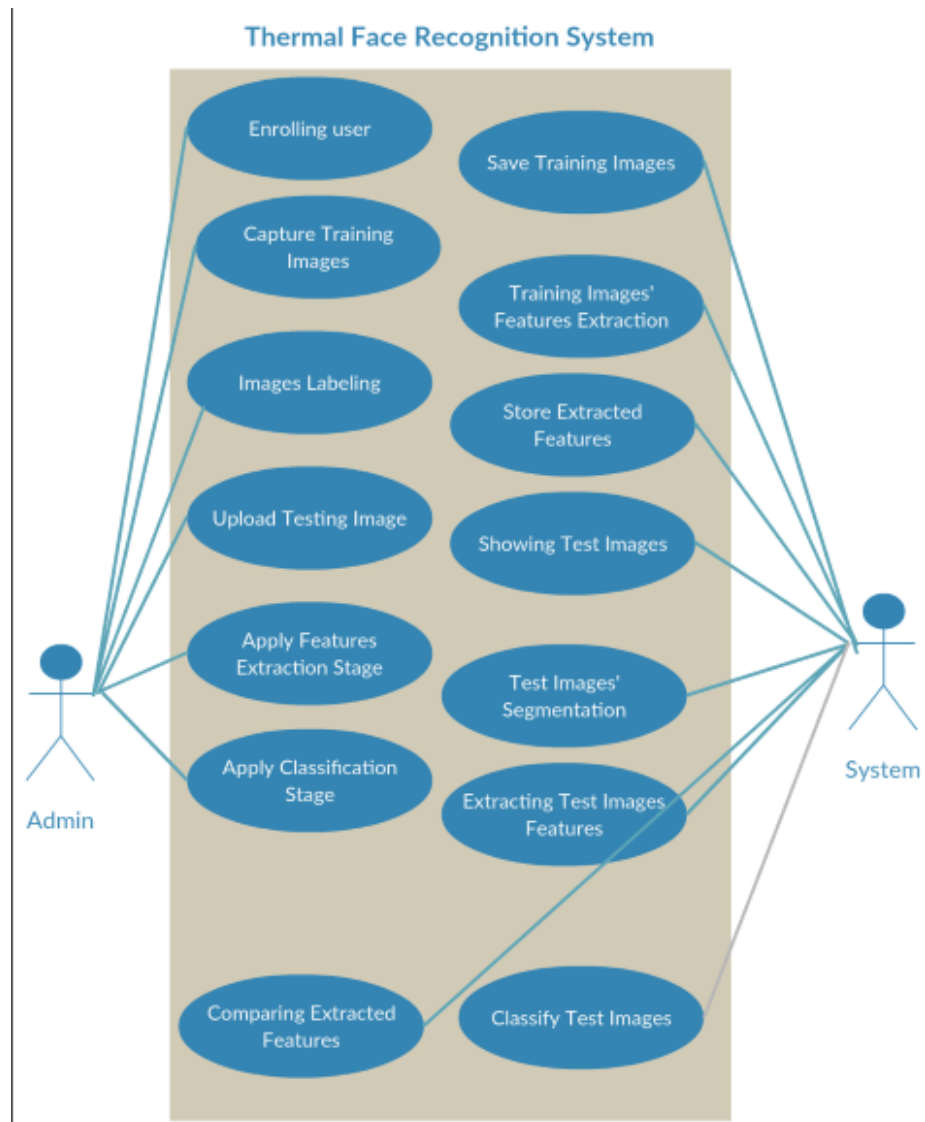 Thermal Face Recognition System
Enrolling user
Save Training Images
Capture Training
Images
Training Images'
Features Extraction
Images Labeling
Store Extracted
Features
Upload Testing Image
Showing Test Images
Apply Features
Extraction Stage
Test Images'
Segmentation
Apply Classification
Stage
Extracting Test Images
Features
Admin
System
Comparing Extracted
Features
Classify Test Images